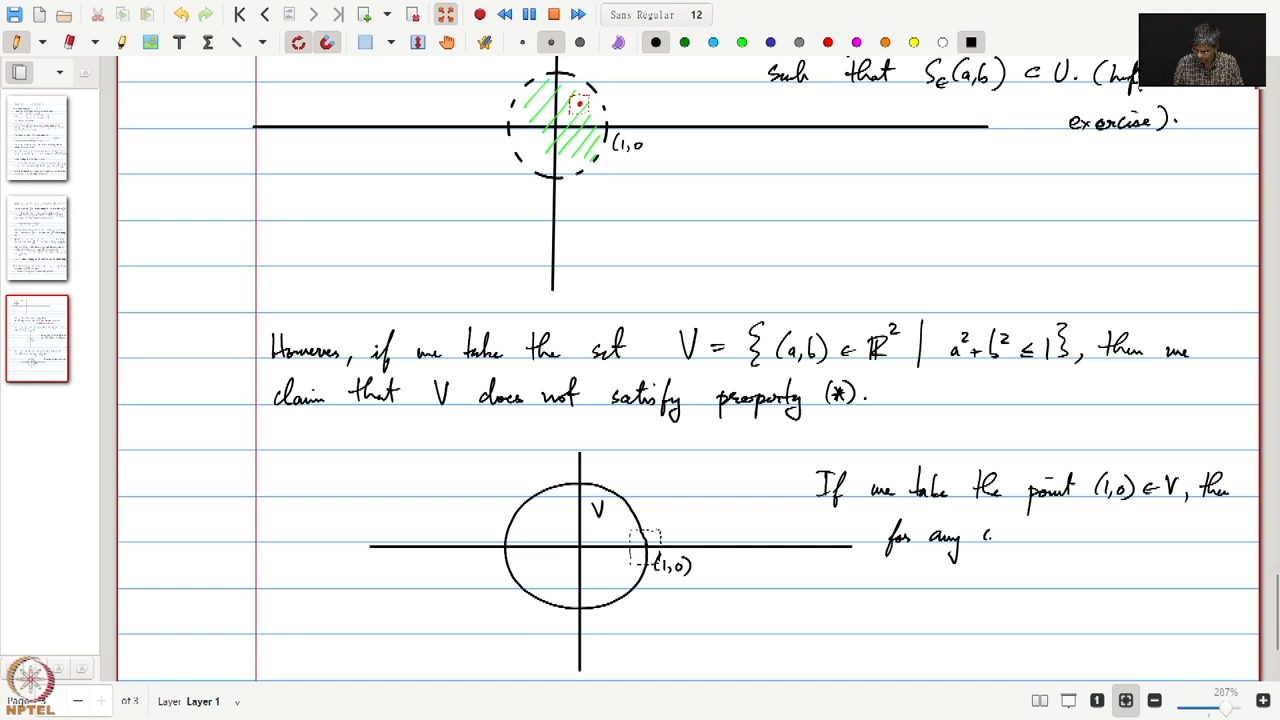 Sans Regular 12
such that Sε(a,b) ⊂ U.
exercise).
(1,0
However, if we take the set V = { (a,b) ∈ ℝ² | a² + b² ≤ 1}, then we
claim that V does not satisfy property (*).
If we take the point (1,0) ∈ V, then
V
for any
(1,0)
NPTEL
of 3
Layer Layer 1
287%